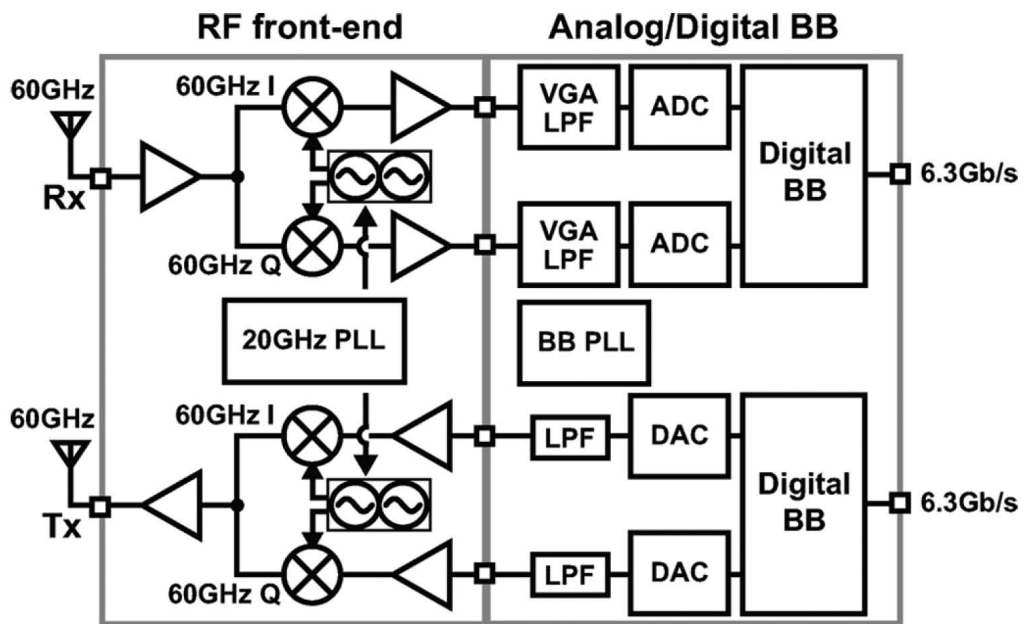 RF front-end
Analog/Digital BB
60GHz
60GHz I
VGA
LPF
ADC
Digital
BB
6.3Gb/s
Rx
60GHz Q
VGA
LPF
ADC
20GHz PLL
BB PLL
60GHz
60GHz I
LPF
DAC
Digital
BB
6.3Gb/s
Tx
60GHz Q
LPF
DAC